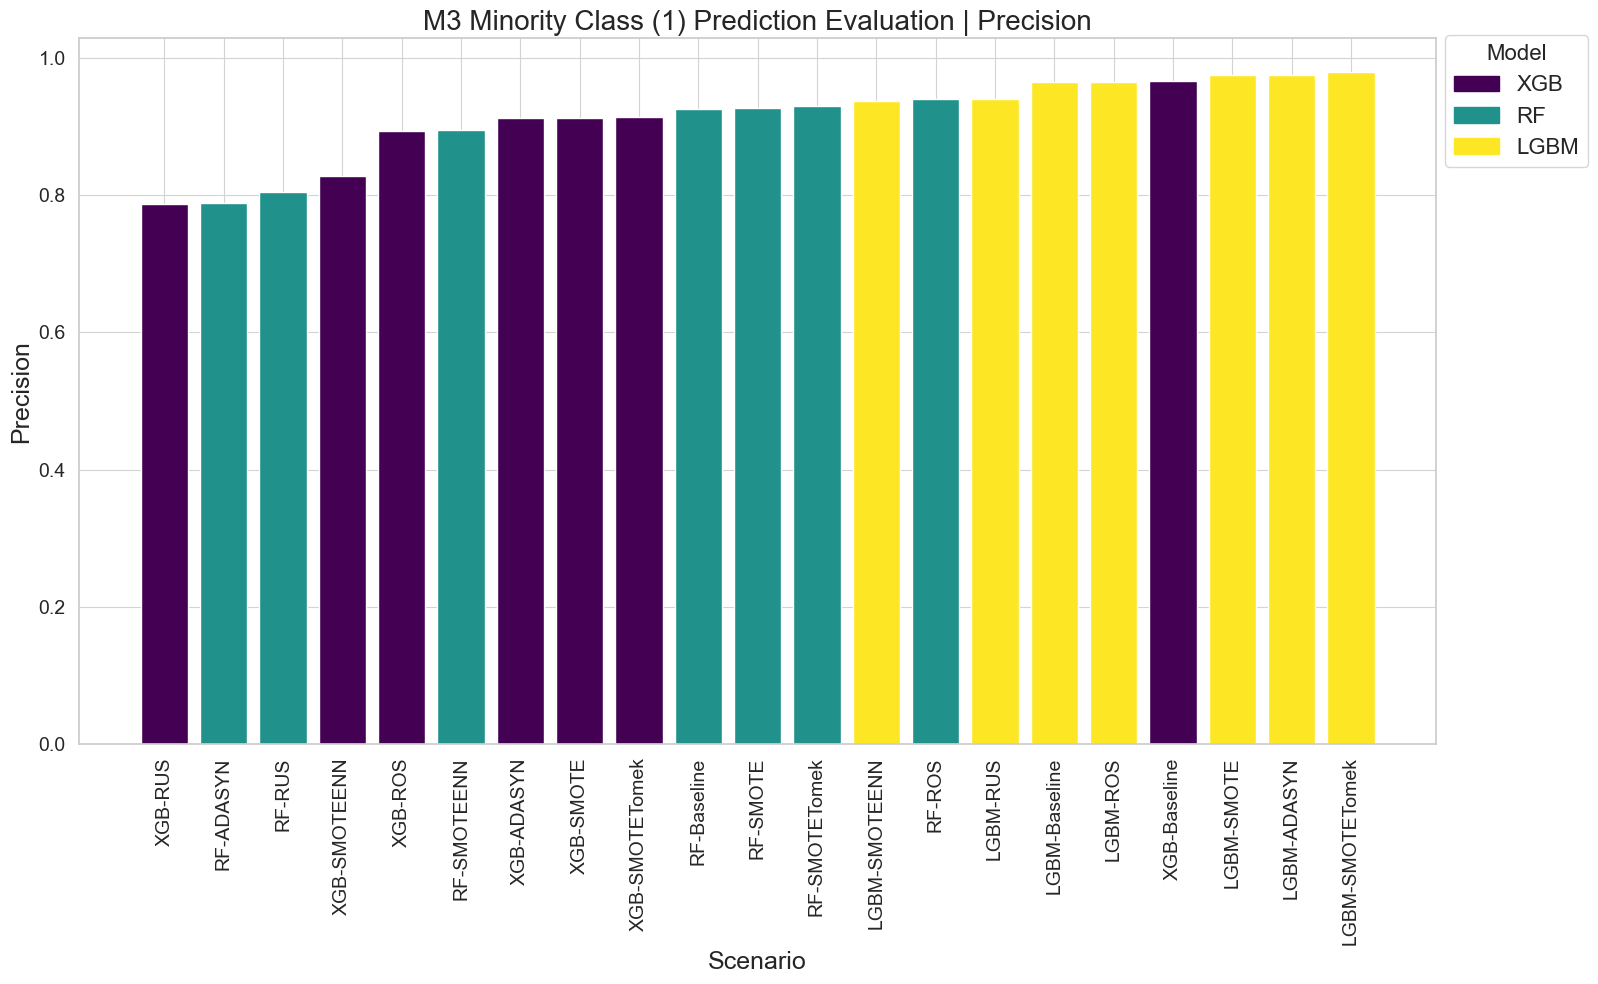 M3 Minority Class (1) Prediction Evaluation | Precision
Model
XGB
RF
LGBM
Precision
1.0
0.8
0.6
0.4
0.2
0.0
XGB-RUS
RF-ADASYN
RF-RUS
XGB-SMOTEENN
XGB-ROS
RF-SMOTEENN
XGB-ADASYN
XGB-SMOTE
XGB-SMOTETomek
RF-Baseline
RF-SMOTE
RF-SMOTETomek
LGBM-SMOTEENN
RF-ROS
LGBM-RUS
LGBM-Baseline
LGBM-ROS
XGB-Baseline
LGBM-SMOTE
LGBM-ADASYN
LGBM-SMOTETomek
Scenario